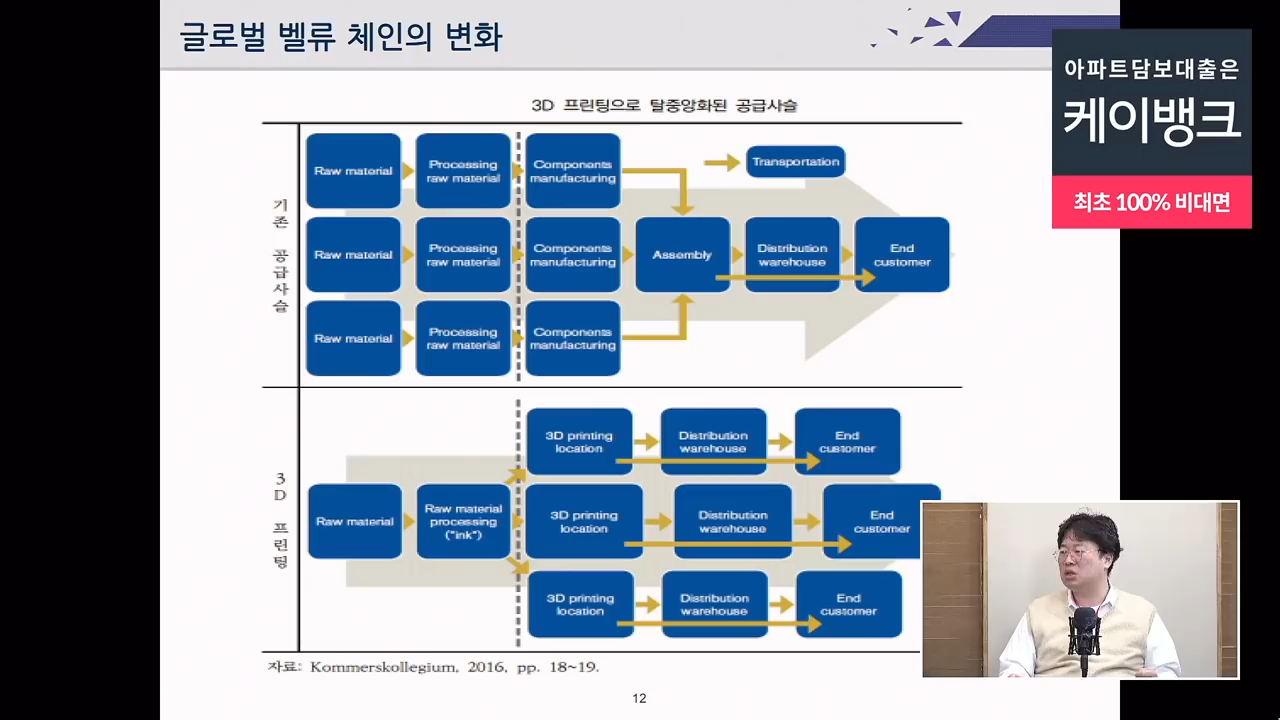 글로벌 벨류 체인의 변화
아파트담보대출은
케이뱅크
최초 100% 비대면
3D 프린팅으로 탈중앙화된 공급사슬
기존 공급사슬
Raw material
Processing
raw material
Components
manufacturing
Transportation
Raw material
Processing
raw material
Components
manufacturing
Assembly
Distribution
warehouse
End
customer
Raw material
Processing
raw material
Components
manufacturing
3D 프린팅
Raw material
Raw material
processing
("ink")
3D printing
location
Distribution
warehouse
End
customer
3D printing
location
Distribution
warehouse
End
customer
3D printing
location
Distribution
warehouse
End
customer
자료: Kommerskollegium, 2016, pp. 18~19.
12